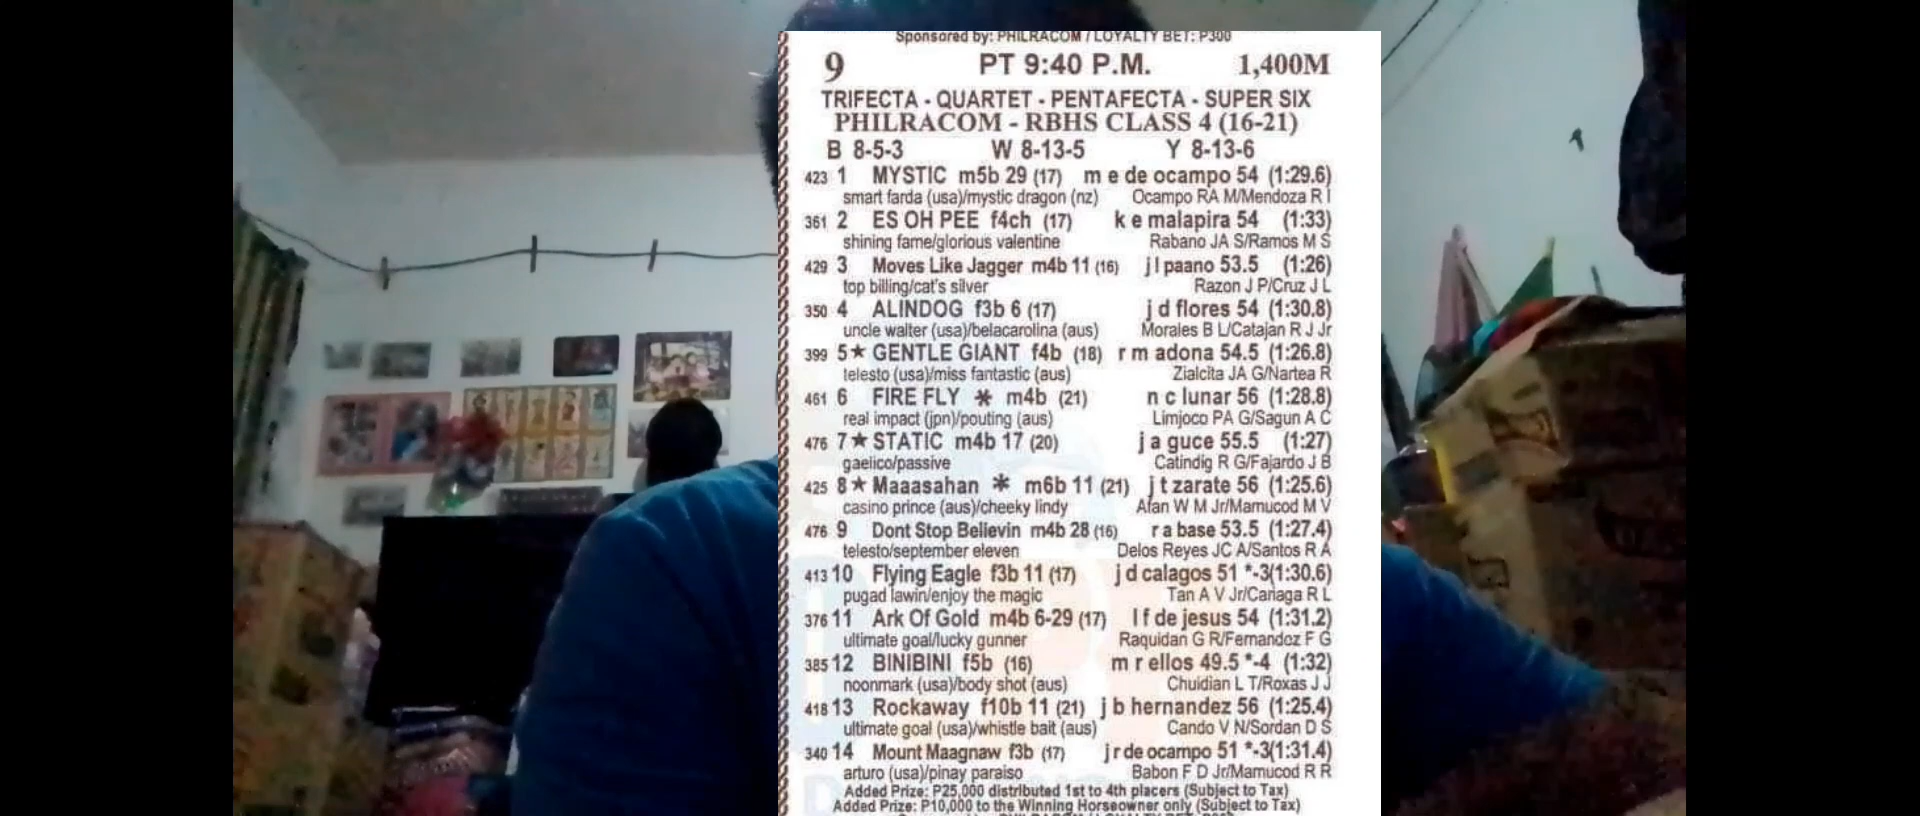 Sponsored by: PHILRACOM / LOYALTY BET: P300
9 PT 9:40 P.M. 1,400M
TRIFECTA - QUARTET - PENTAFECTA - SUPER SIX
PHILRACOM - RBHS CLASS 4 (16-21)
B 8-5-3 W 8-13-5 Y 8-13-6
423 1 MYSTIC m5b 29 (17) m e de ocampo 54 (1:29.6)
smart farda (usa)/mystic dragon (nz) Ocampo RA M/Mendoza R I
361 2 ES OH PEE f4ch (17) k e malapira 54 (1:33)
shining fame/glorious valentine Rabano JA S/Ramos M S
429 3 Moves Like Jagger m4b 11 (16) j l paano 53.5 (1:26)
top billing/cat's silver Razon J P/Cruz J L
350 4 ALINDOG f3b 6 (17) j d flores 54 (1:30.8)
uncle walter (usa)/belacarolina (aus) Morales B L/Catajan R J Jr
399 5★ GENTLE GIANT f4b (18) r m adona 54.5 (1:26.8)
telesto (usa)/miss fantastic (aus) Zialcita JA G/Nartea R
461 6 FIRE FLY * m4b (21) n c lunar 56 (1:28.8)
real impact (jpn)/pouting (aus) Limjoco PA G/Sagun A C
476 7★ STATIC m4b 17 (20) j a guce 55.5 (1:27)
gaelico/passive Catindig R G/Fajardo J B
425 8★ Maaasahan * m6b 11 (21) j t zarate 56 (1:25.6)
casino prince (aus)/cheeky lindy Afan W M Jr/Mamucod M V
476 9 Dont Stop Believin m4b 28 (16) r a base 53.5 (1:27.4)
telesto/september eleven Delos Reyes JC A/Santos R A
413 10 Flying Eagle f3b 11 (17) j d calagos 51 *-3(1:30.6)
pugad lawin/enjoy the magic Tan A V Jr/Cariaga R L
376 11 Ark Of Gold m4b 6-29 (17) l f de jesus 54 (1:31.2)
ultimate goal/lucky gunner Raquidan G R/Fernandez F G
385 12 BINIBINI f5b (16) m r ellos 49.5 *-4 (1:32)
noonmark (usa)/body shot (aus) Chuidian L T/Roxas J J
418 13 Rockaway f10b 11 (21) j b hernandez 56 (1:25.4)
ultimate goal (usa)/whistle bait (aus) Cando V N/Sordan D S
340 14 Mount Maagnaw f3b (17) j r de ocampo 51 *-3(1:31.4)
arturo (usa)/pinay paraiso Babon F D Jr/Mamucod R R
Added Prize: P25,000 distributed 1st to 4th placers (Subject to Tax)
Added Prize: P10,000 to the Winning Horseowner only (Subject to Tax)